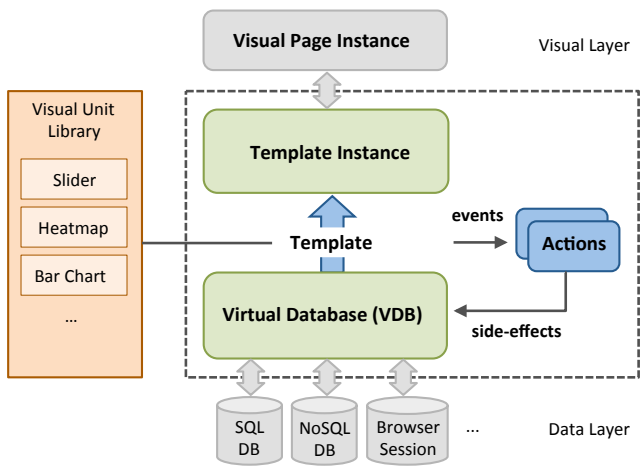 Visual Page Instance
Visual Layer
Visual Unit
Library
Slider
Heatmap
Bar Chart
...
Template Instance
Template
events
Actions
side-effects
Virtual Database (VDB)
SQL
DB
NoSQL
DB
Browser
Session
...
Data Layer